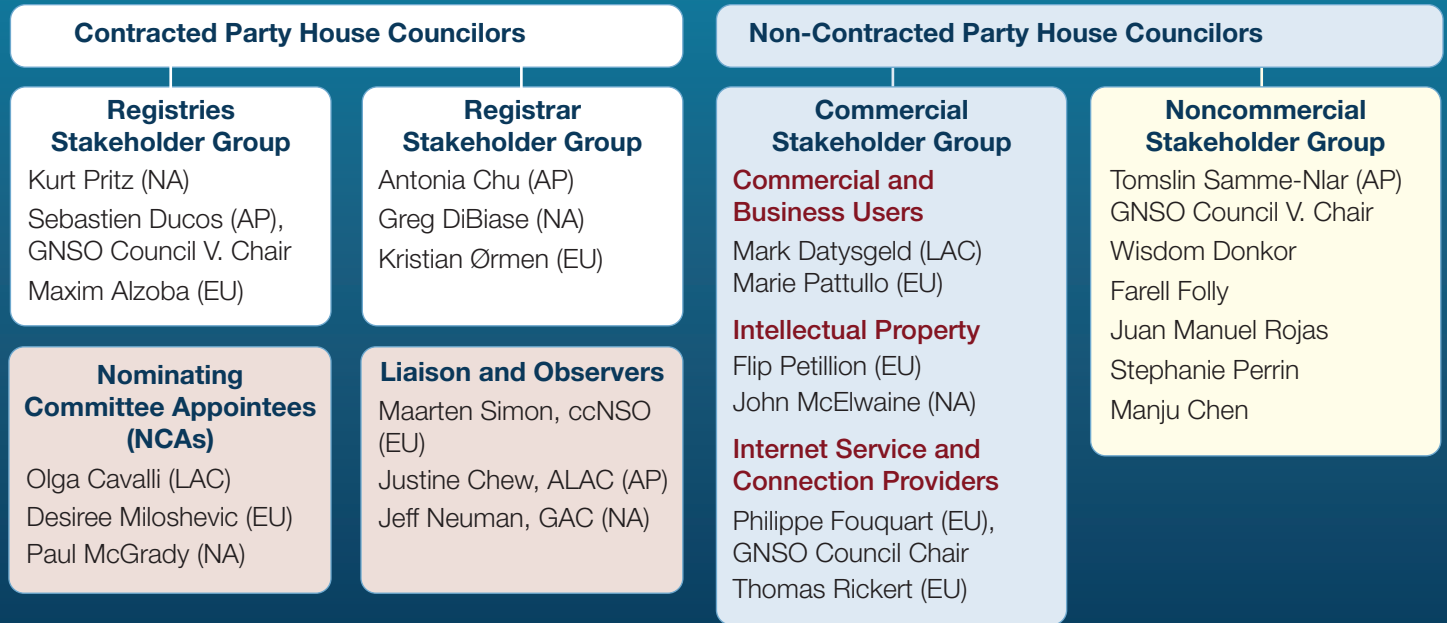 Contracted Party House Councilors
Registries
Stakeholder Group
Kurt Pritz (NA)
Sebastien Ducos (AP),
GNSO Council V. Chair
Maxim Alzoba (EU)
Registrar
Stakeholder Group
Antonia Chu (AP)
Greg DiBiase (NA)
Kristian Ørmen (EU)
Nominating
Committee Appointees
(NCAs)
Olga Cavalli (LAC)
Desiree Miloshevic (EU)
Paul McGrady (NA)
Liaison and Observers
Maarten Simon, ccNSO
(EU)
Justine Chew, ALAC (AP)
Jeff Neuman, GAC (NA)
Non-Contracted Party House Councilors
Commercial
Stakeholder Group
Commercial and
Business Users
Mark Datysgeld (LAC)
Marie Pattullo (EU)
Intellectual Property
Flip Petillion (EU)
John McElwaine (NA)
Internet Service and
Connection Providers
Philippe Fouquart (EU),
GNSO Council Chair
Thomas Rickert (EU)
Noncommercial
Stakeholder Group
Tomslin Samme-Nlar (AP)
GNSO Council V. Chair
Wisdom Donkor
Farell Folly
Juan Manuel Rojas
Stephanie Perrin
Manju Chen